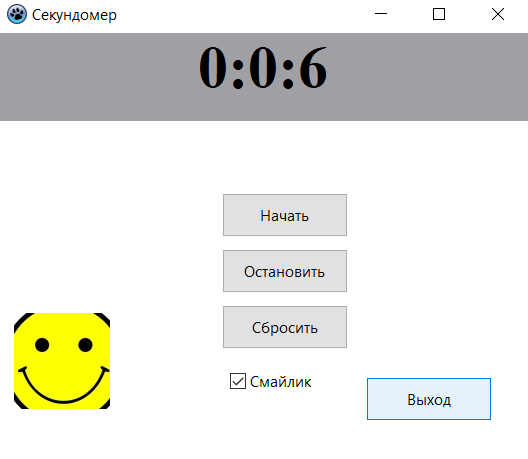 Секундомер
0:0:6
Начать
Остановить
Сбросить
Смайлик
Выход